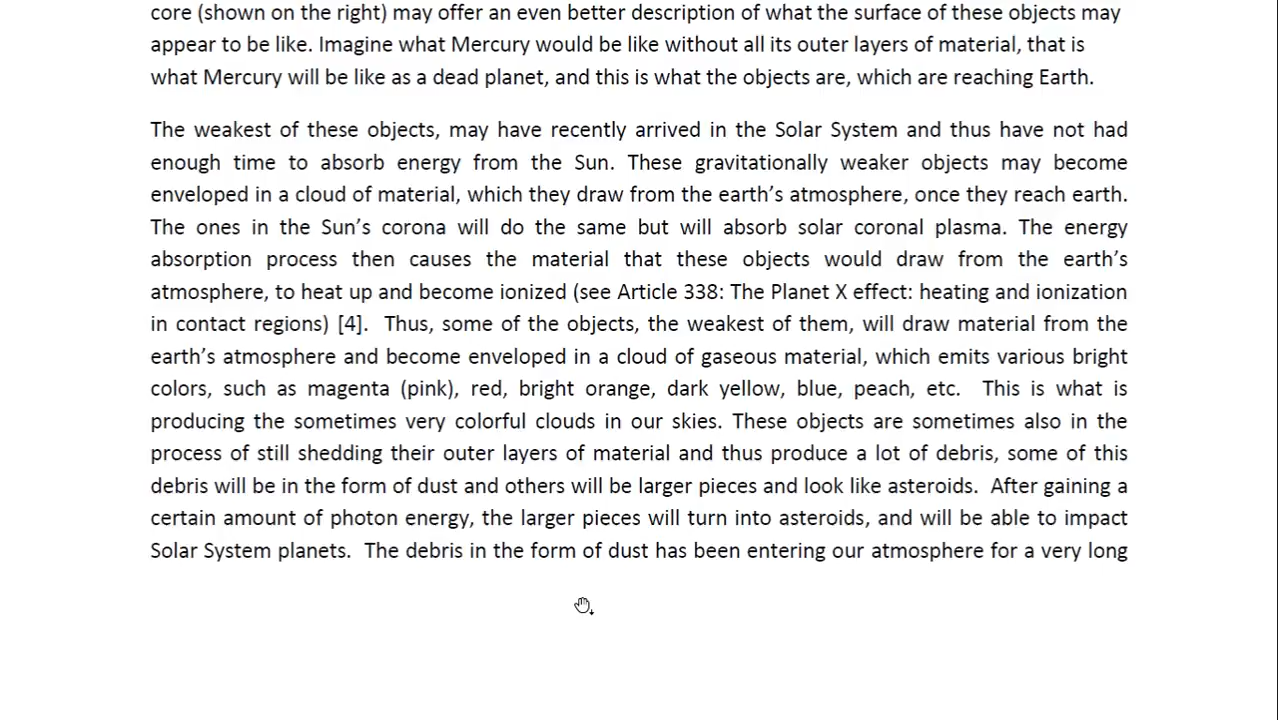 core (shown on the right) may offer an even better description of what the surface of these objects may
appear to be like. Imagine what Mercury would be like without all its outer layers of material, that is
what Mercury will be like as a dead planet, and this is what the objects are, which are reaching Earth.
The weakest of these objects, may have recently arrived in the Solar System and thus have not had
enough time to absorb energy from the Sun. These gravitationally weaker objects may become
enveloped in a cloud of material, which they draw from the earth's atmosphere, once they reach earth.
The ones in the Sun's corona will do the same but will absorb solar coronal plasma. The energy
absorption process then causes the material that these objects would draw from the earth's
atmosphere, to heat up and become ionized (see Article 338: The Planet X effect: heating and ionization
in contact regions) [4].  Thus, some of the objects, the weakest of them, will draw material from the
earth's atmosphere and become enveloped in a cloud of gaseous material, which emits various bright
colors, such as magenta (pink), red, bright orange, dark yellow, blue, peach, etc.  This is what is
producing the sometimes very colorful clouds in our skies. These objects are sometimes also in the
process of still shedding their outer layers of material and thus produce a lot of debris, some of this
debris will be in the form of dust and others will be larger pieces and look like asteroids.  After gaining a
certain amount of photon energy, the larger pieces will turn into asteroids, and will be able to impact
Solar System planets.  The debris in the form of dust has been entering our atmosphere for a very long